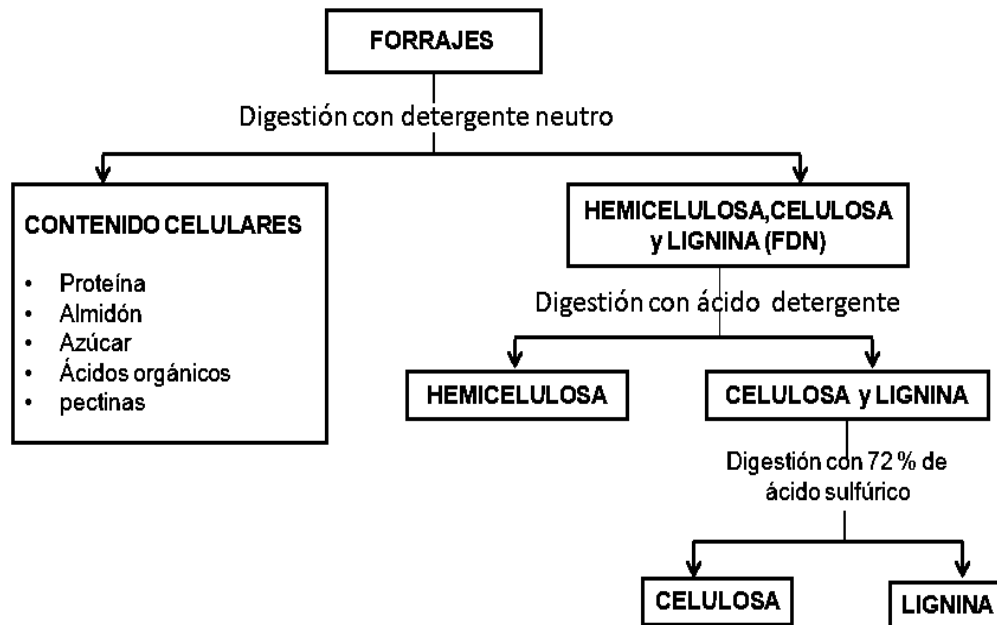 FORRAJES
Digestión con detergente neutro
CONTENIDO CELULARES
• Proteína
• Almidón
• Azúcar
• Ácidos orgánicos
• pectinas
HEMICELULOSA,CELULOSA
y LIGNINA (FDN)
Digestión con ácido detergente
HEMICELULOSA
CELULOSA y LIGNINA
Digestión con 72 % de
ácido sulfúrico
CELULOSA
LIGNINA